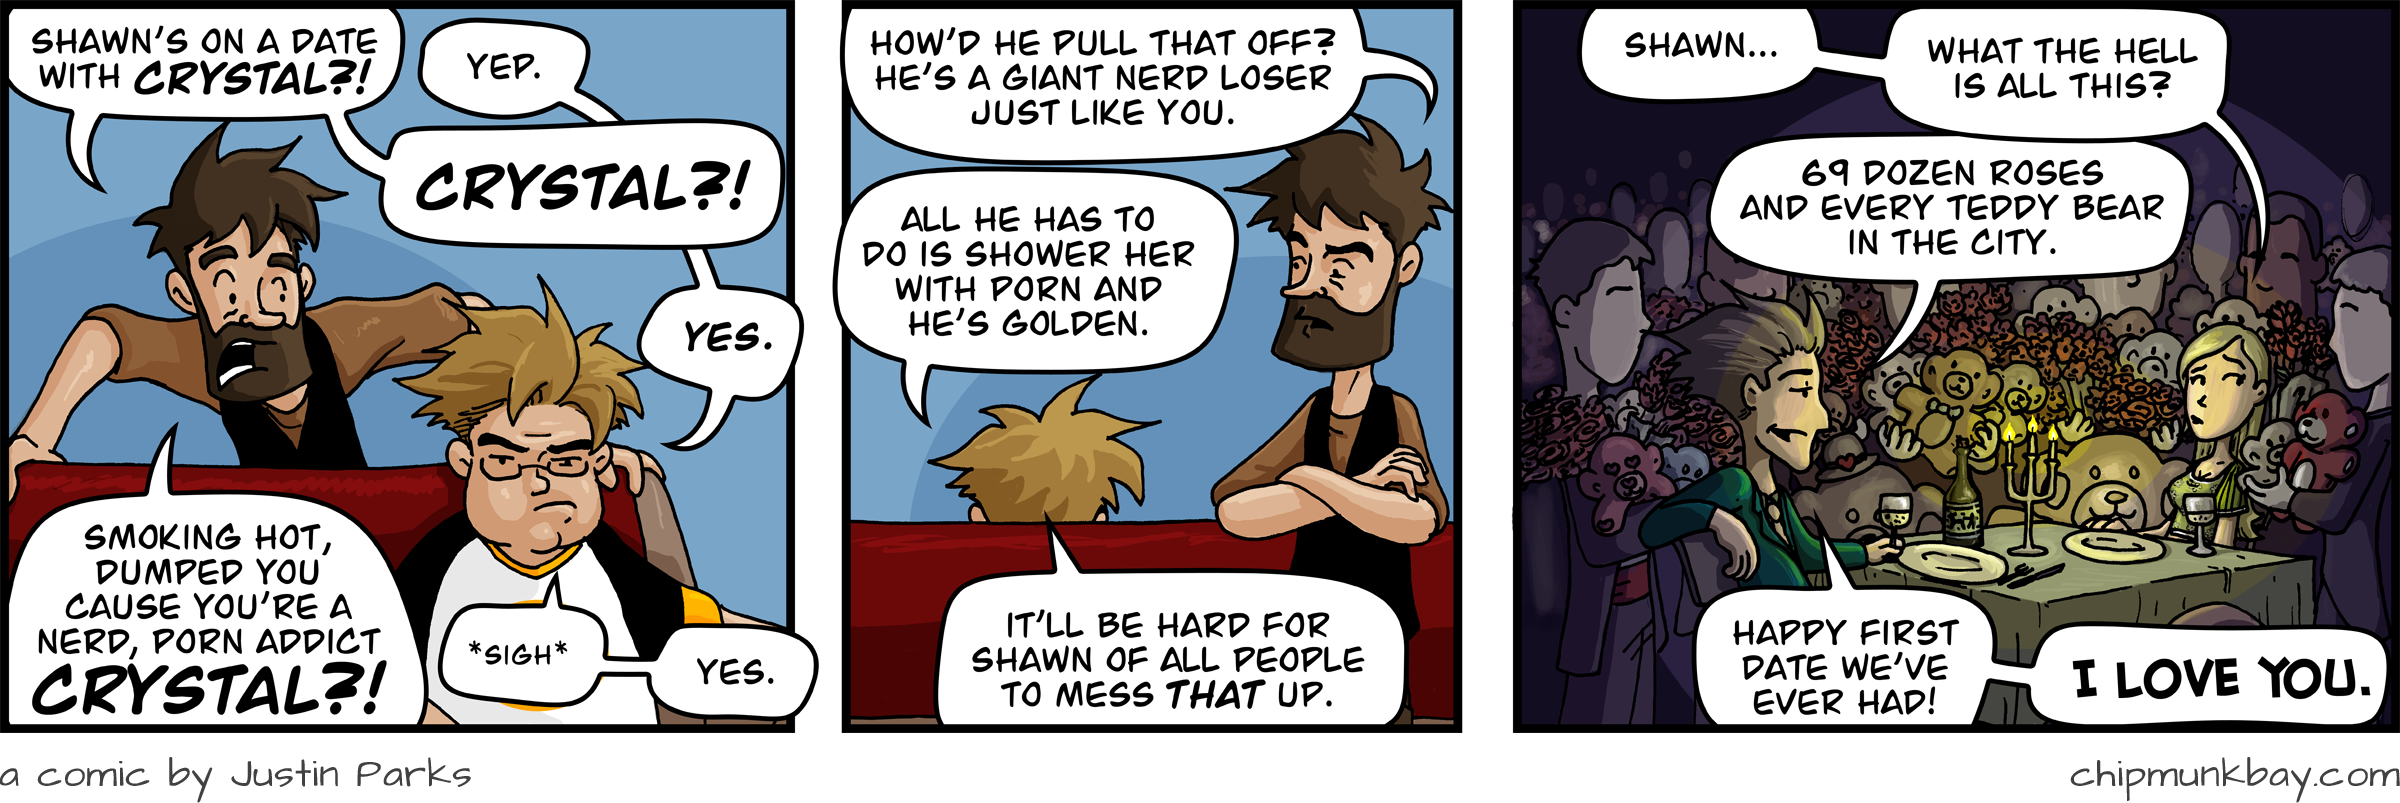 SHAWN'S ON A DATE
WITH CRYSTAL?!
YEP.
CRYSTAL?!
YES.
SMOKING HOT,
DUMPED YOU
CAUSE YOU'RE A
NERD, PORN ADDICT
CRYSTAL?!
*SIGH*
YES.
HOW'D HE PULL THAT OFF?
HE'S A GIANT NERD LOSER
JUST LIKE YOU.
ALL HE HAS TO
DO IS SHOWER HER
WITH PORN AND
HE'S GOLDEN.
IT'LL BE HARD FOR
SHAWN OF ALL PEOPLE
TO MESS THAT UP.
SHAWN...
WHAT THE HELL
IS ALL THIS?
69 DOZEN ROSES
AND EVERY TEDDY BEAR
IN THE CITY.
HAPPY FIRST
DATE WE'VE
EVER HAD!
I LOVE YOU.
a comic by Justin Parks
chipmunkbay.com